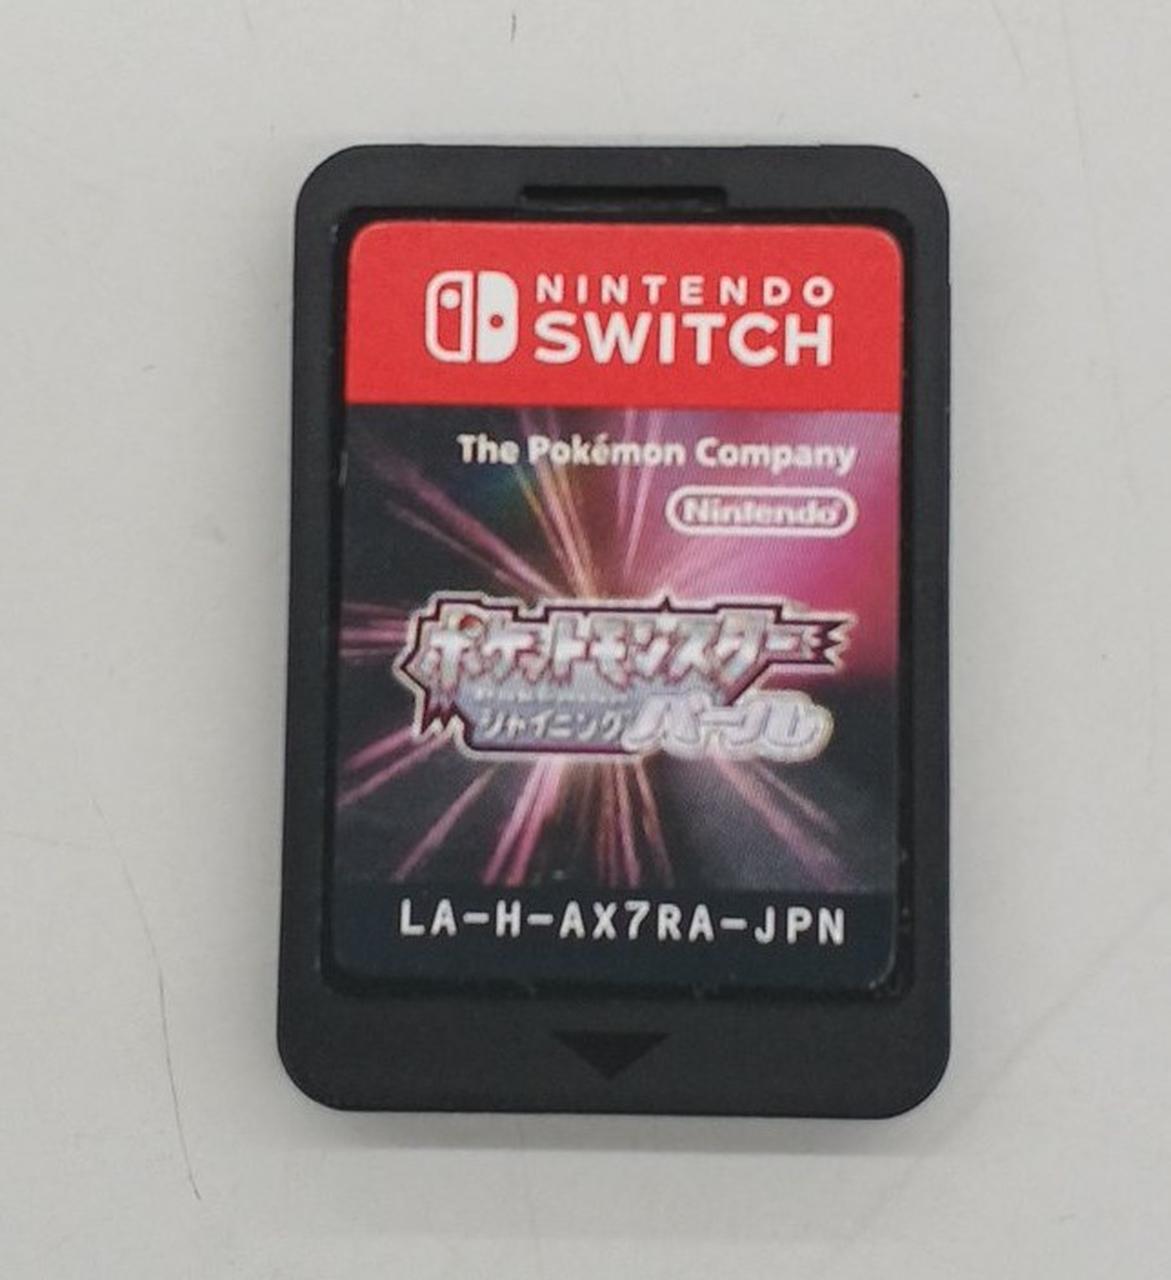 NINTENDO
SWITCH
The Pokémon Company
Nintendo
ポケットモンスター
シャイニングパール
LA-H-AX7RA-JPN